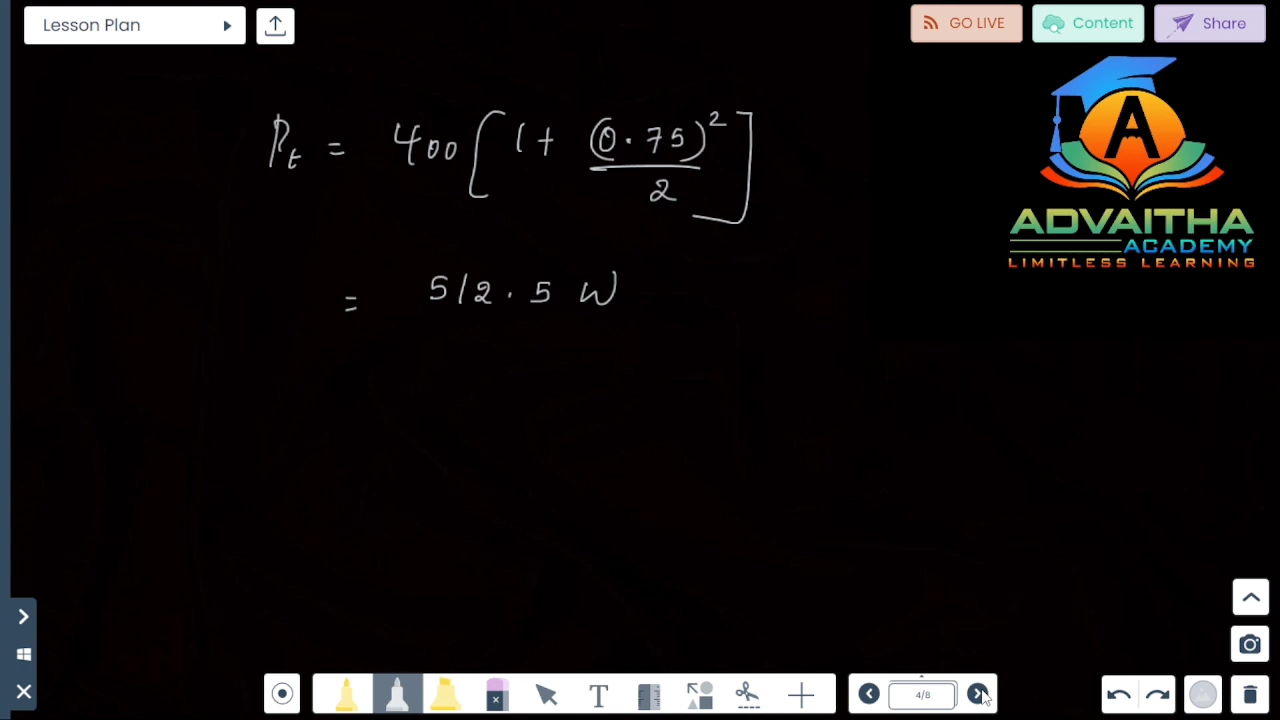 Lesson Plan
GO LIVE
Content
Share
A
ADVAITHA
ACADEMY
LIMITLESS LEARNING
Pt = 400 [ 1 + (0.75)² / 2 ]
= 512.5 W
T
4/8